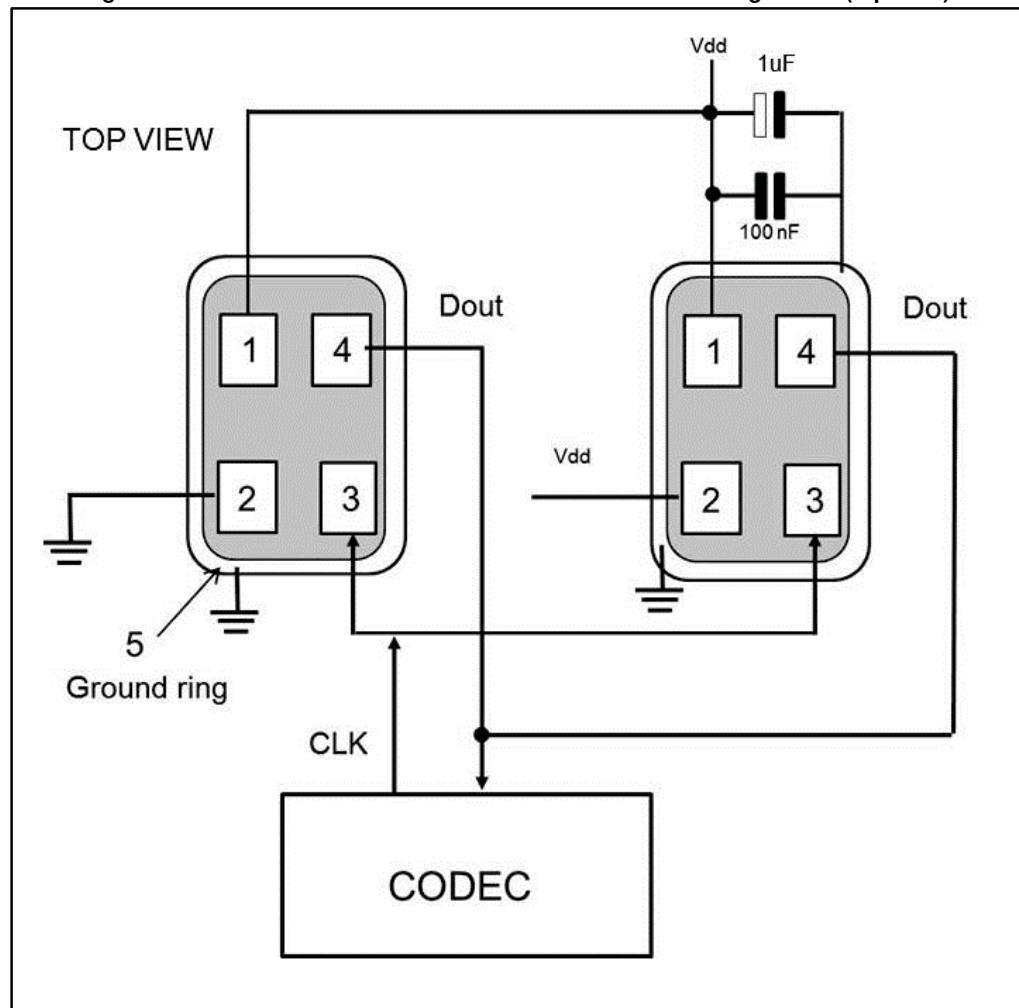 Vdd
1uF
TOP VIEW
100 nF
Dout
Dout
1
4
1
4
Vdd
2
3
2
3
5
Ground ring
CLK
CODEC